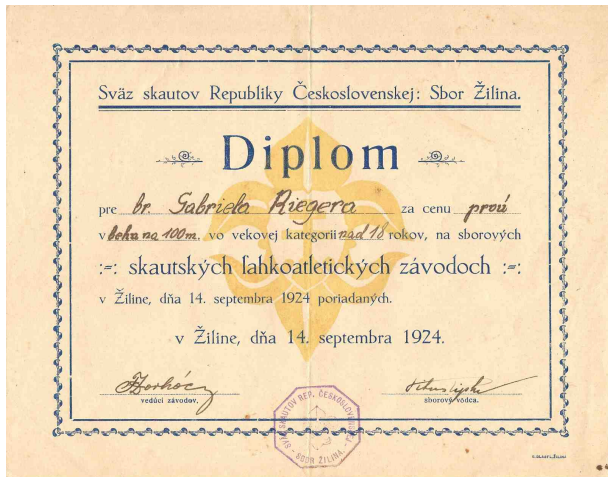 Sväz skautov Republiky Československej: Sbor Žilina.
Diplom
pre br. Gabriela Riegera za cenu prvú
v behu na 100m. vo vekovej kategorii nad 18 rokov, na sborových
:=: skautských ľahkoatletických závodoch :=:
v Žiline, dňa 14. septembra 1924 poriadaných.
v Žiline, dňa 14. septembra 1924.
vedúci závodov. sborový vodca.
SVÄZ SKAUTOV REP. ČESKOSLOVENSKEJ
SBOR ŽILINA.